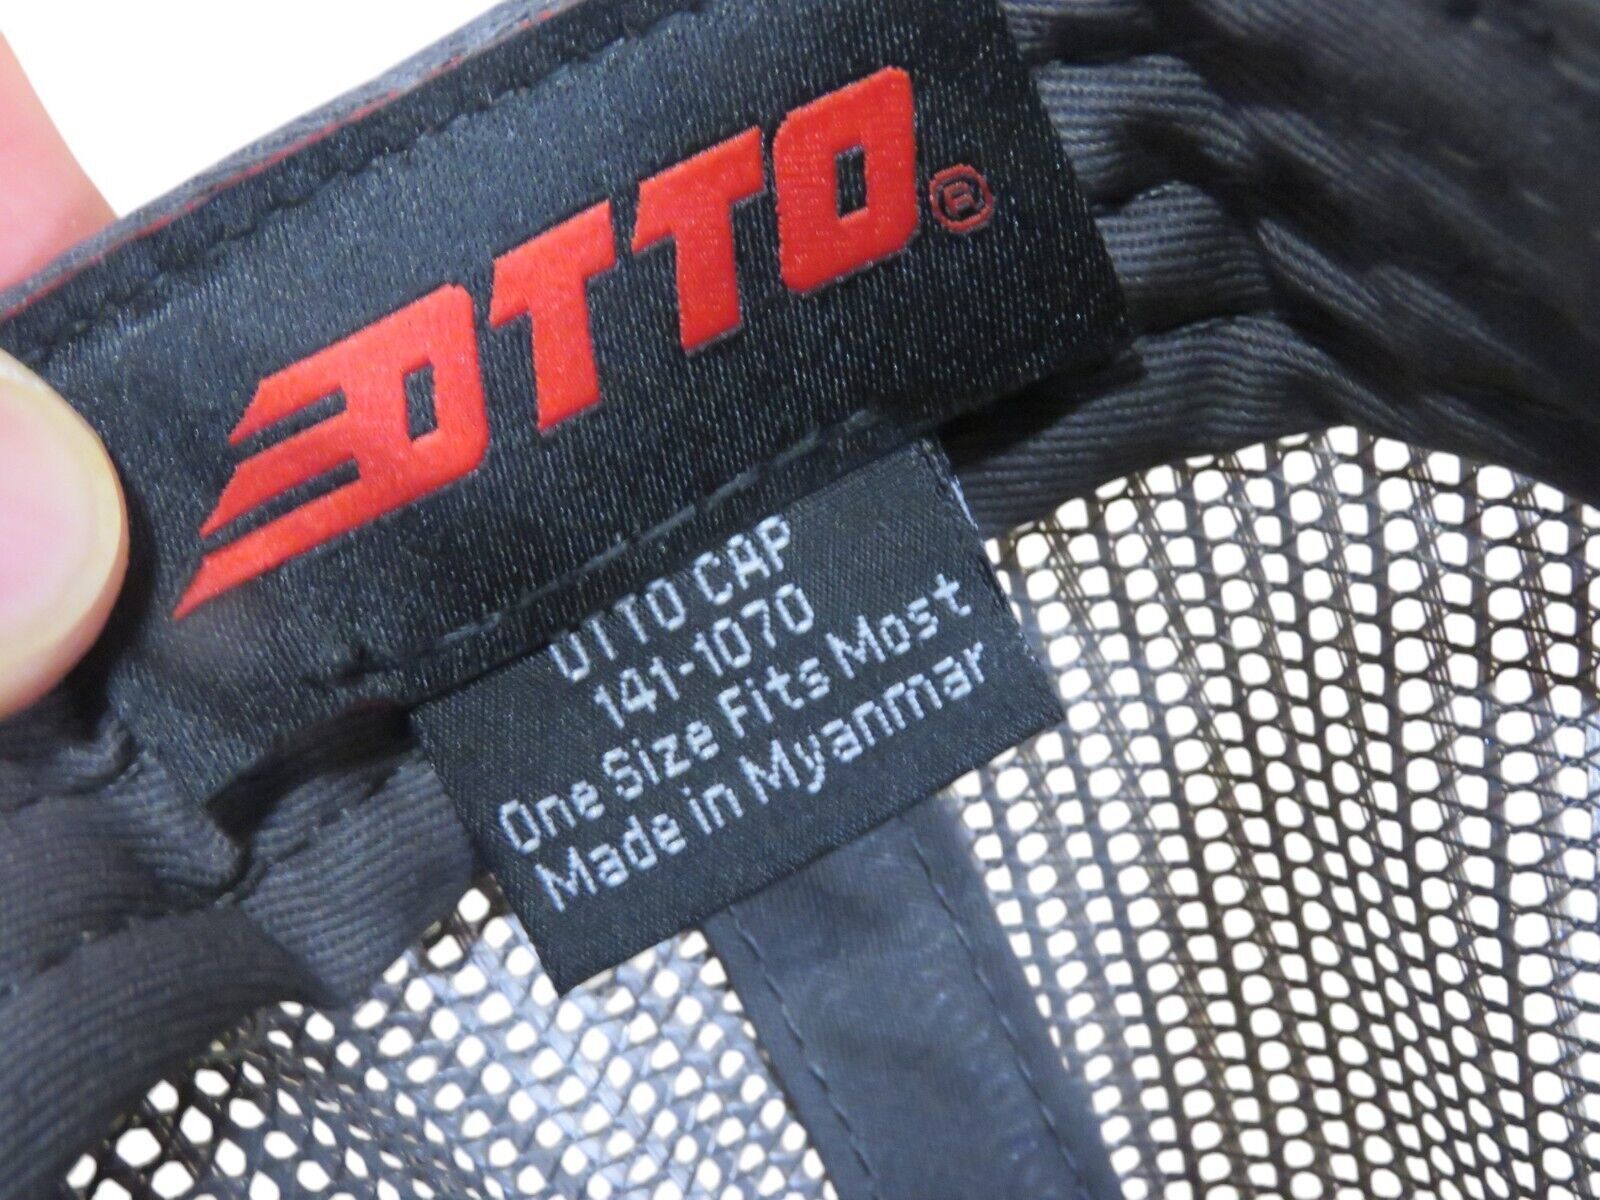 OTTO®
OTTO CAP
141-1070
One Size Fits Most
Made in Myanmar